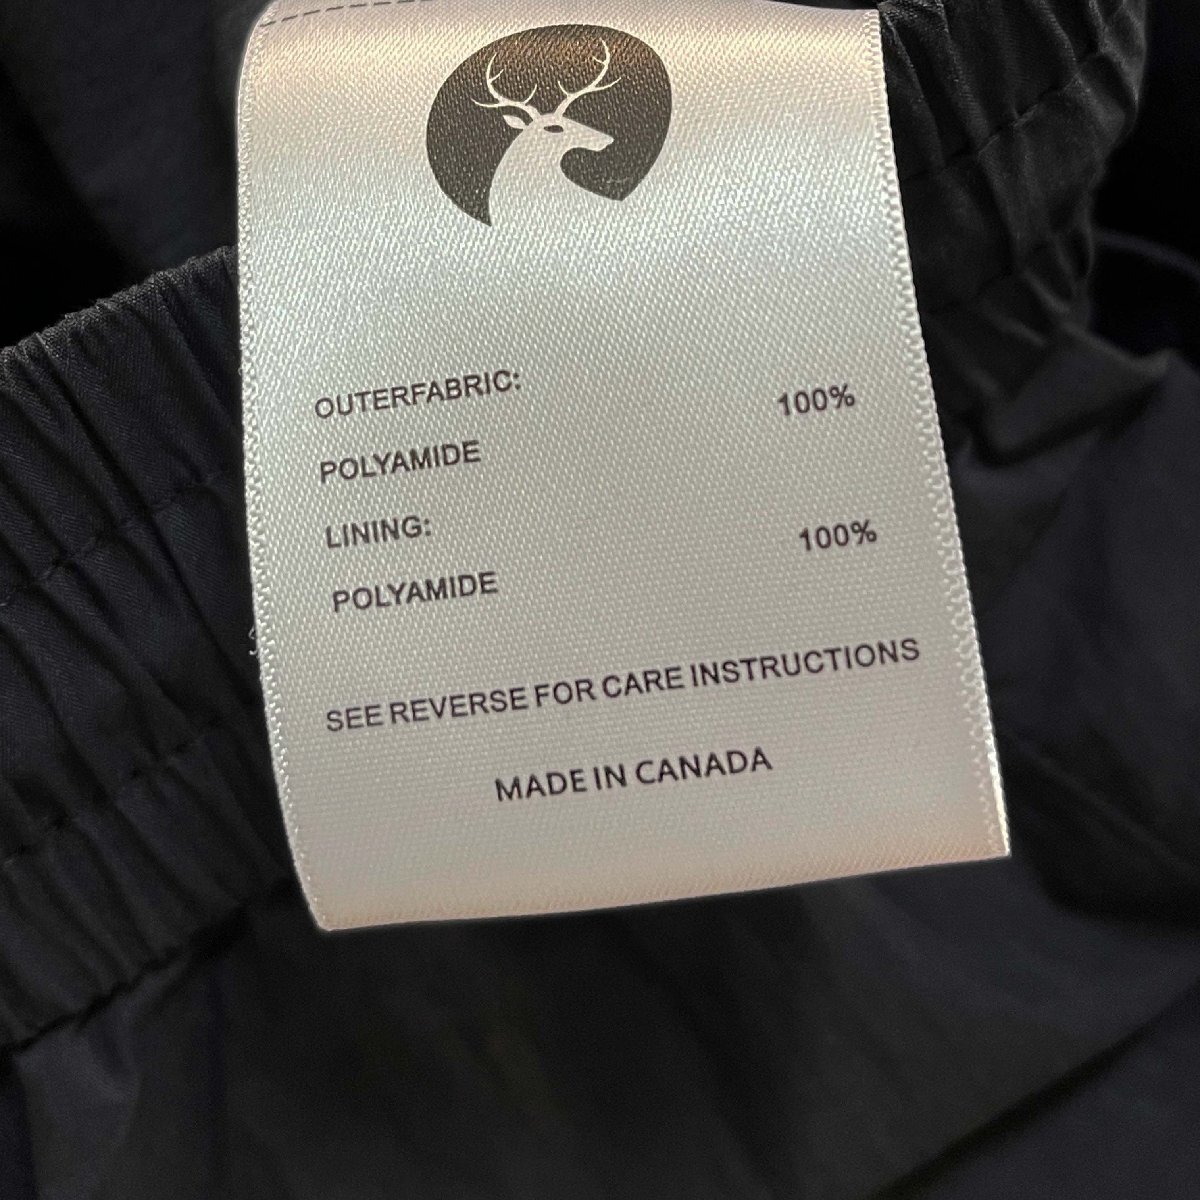 OUTERFABRIC:
100%
POLYAMIDE
LINING:
100%
POLYAMIDE
SEE REVERSE FOR CARE INSTRUCTIONS
MADE IN CANADA